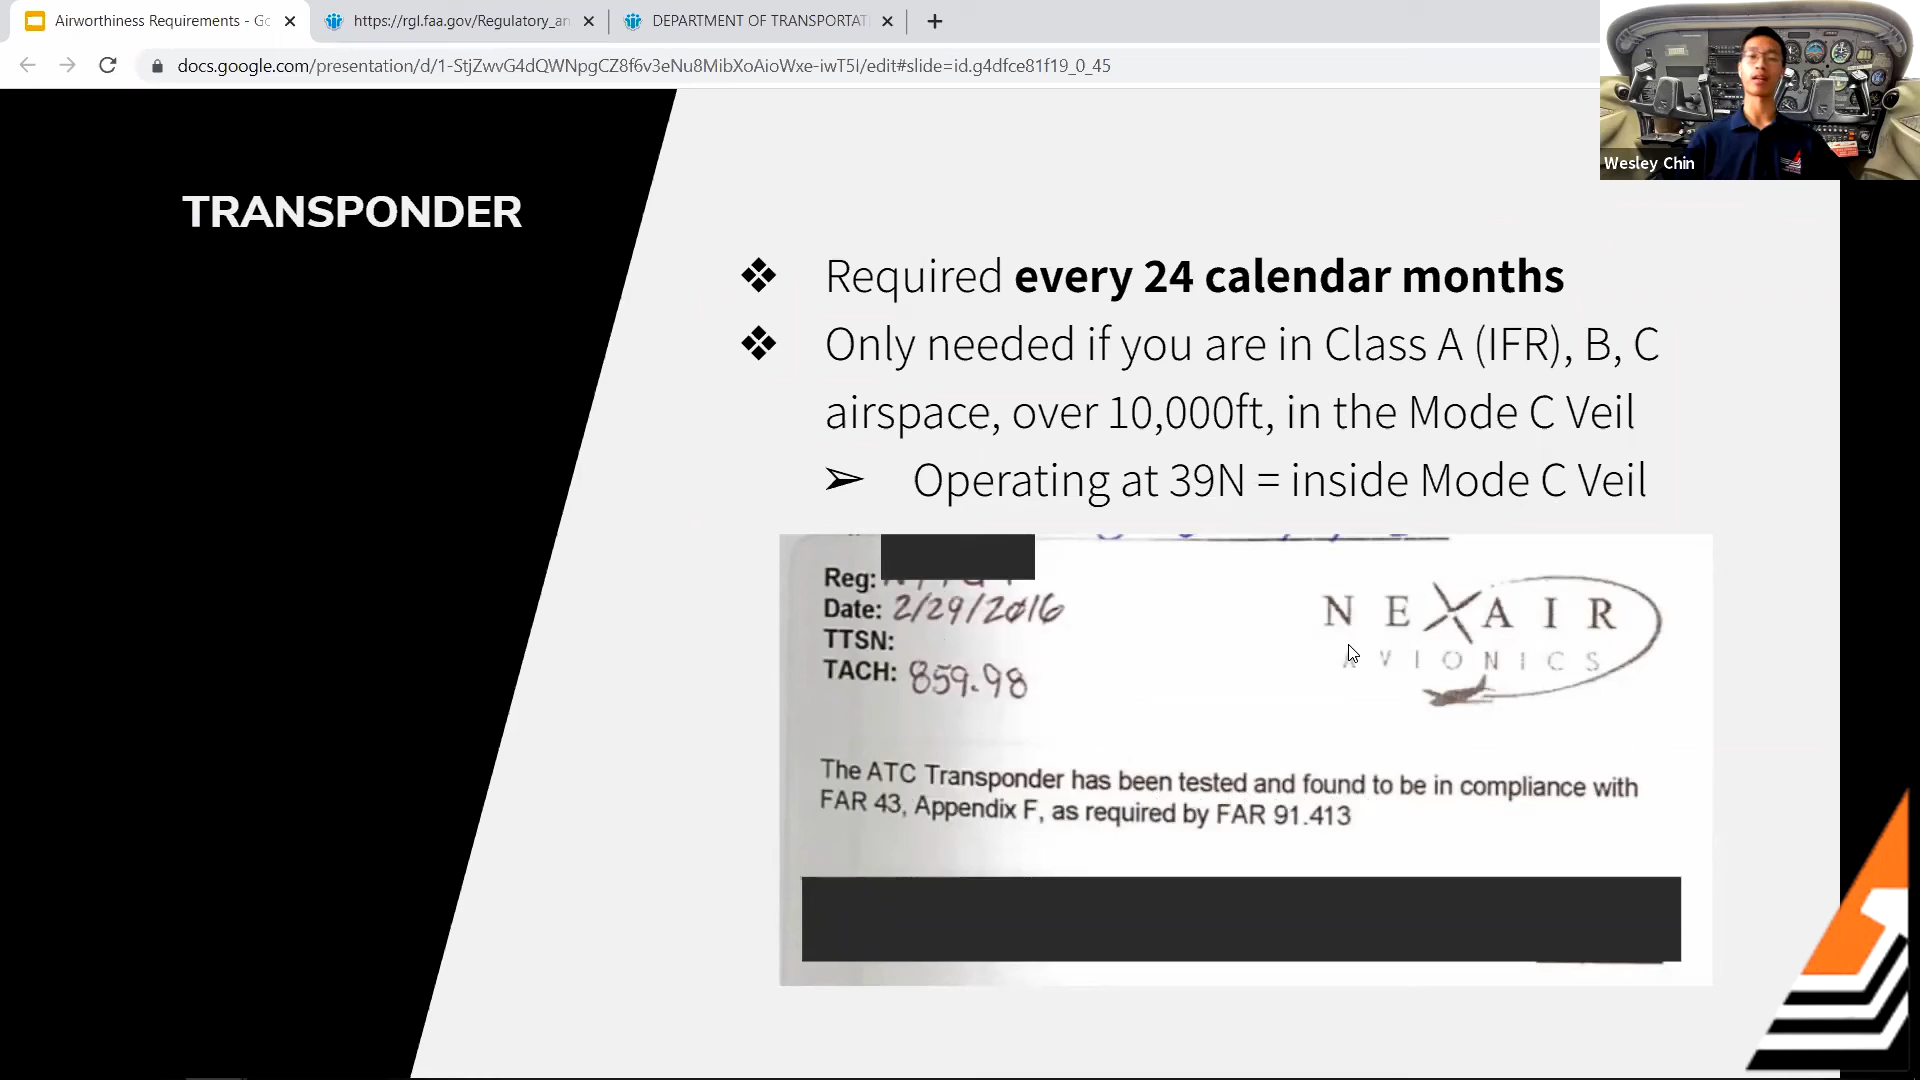 Airworthiness Requirements - Go
https://rgl.faa.gov/Regulatory_an
DEPARTMENT OF TRANSPORTAT
docs.google.com/presentation/d/1-StjZwvG4dQWNpgCZ8f6v3eNu8MibXoAioWxe-iwT5I/edit#slide=id.g4dfce81f19_0_45
Wesley Chin
TRANSPONDER
❖ Required every 24 calendar months
❖ Only needed if you are in Class A (IFR), B, C
airspace, over 10,000ft, in the Mode C Veil
➢ Operating at 39N = inside Mode C Veil
Reg:
Date: 2/29/2016
TTSN:
TACH: 859.98
NEXAIR
AVIONICS
The ATC Transponder has been tested and found to be in compliance with
FAR 43, Appendix F, as required by FAR 91.413